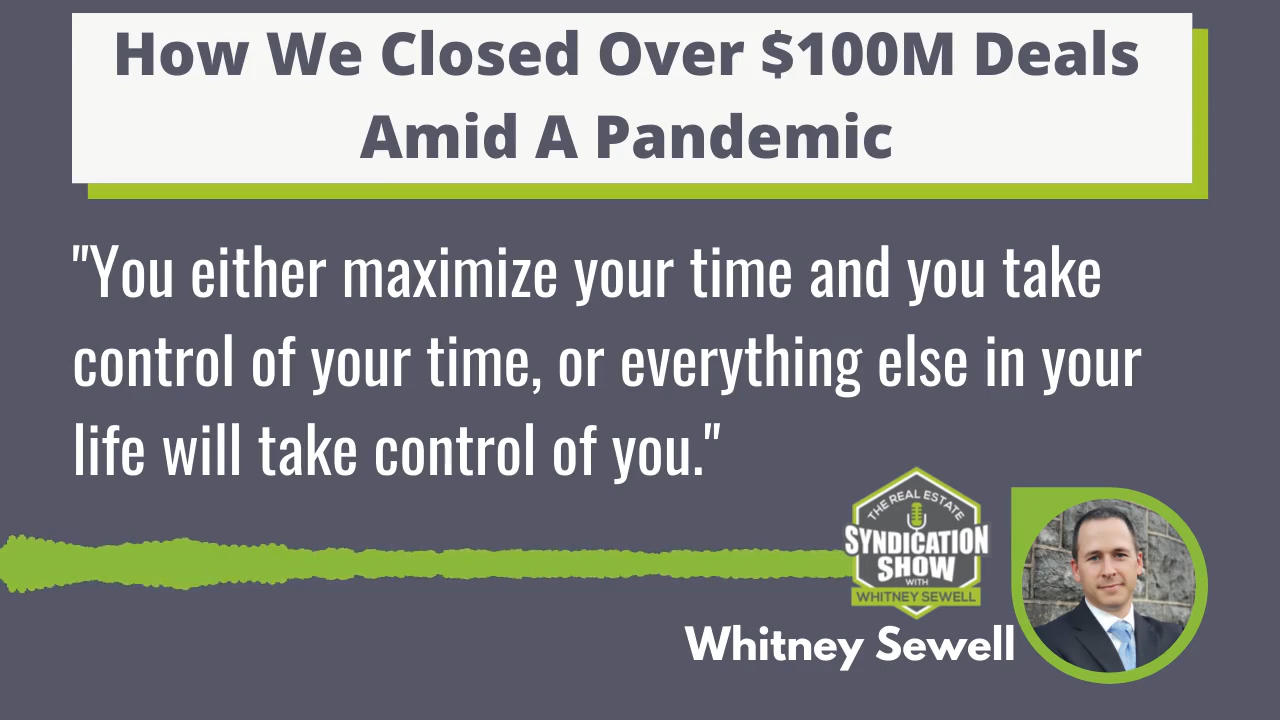 How We Closed Over $100M Deals
Amid A Pandemic
"You either maximize your time and you take
control of your time, or everything else in your
life will take control of you."
THE REAL ESTATE
SYNDICATION
SHOW
WITH
WHITNEY SEWELL
Whitney Sewell